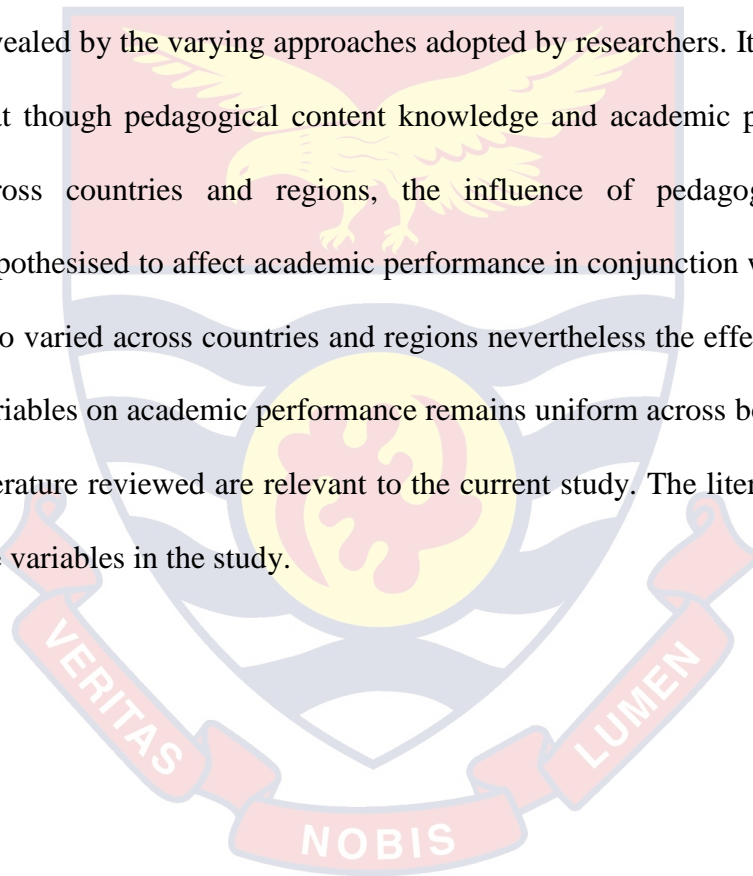 vealed by the varying approaches adopted by researchers. It
at though pedagogical content knowledge and academic p
ross countries and regions, the influence of pedagog
pothesised to affect academic performance in conjunction w
o varied across countries and regions nevertheless the effe
riables on academic performance remains uniform across bo
erature reviewed are relevant to the current study. The liter
e variables in the study.
VERITAS
NOBIS
LUMEN